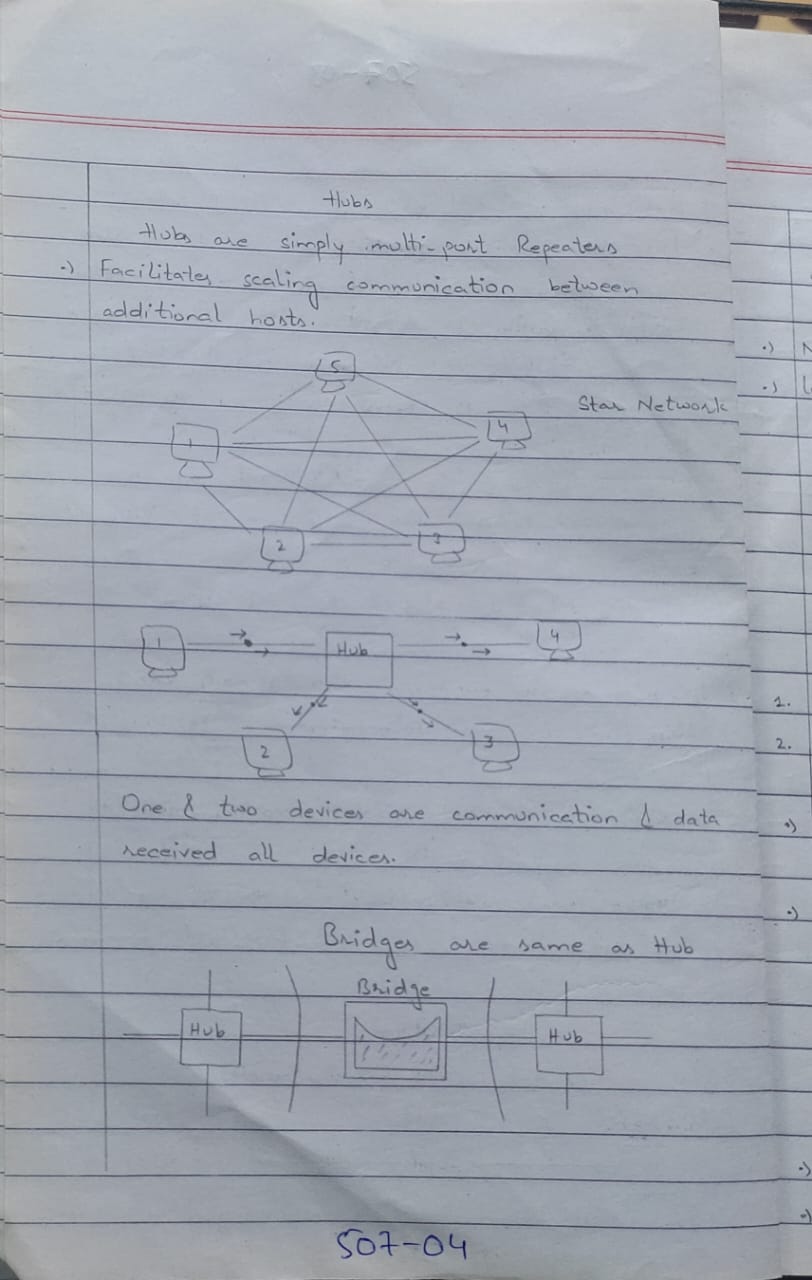 Hubs
Hubs are simply multi-port Repeaters
·) Facilitates scaling communication between
additional hosts.
5
Star Network
1
4
2
3
1
Hub
4
2
3
One & two devices are communication & data
received all devices.
Bridges are same as Hub
Bridge
Hub
Hub
507-04
·)
·)
1.
2.
·)
·)
·)
·)